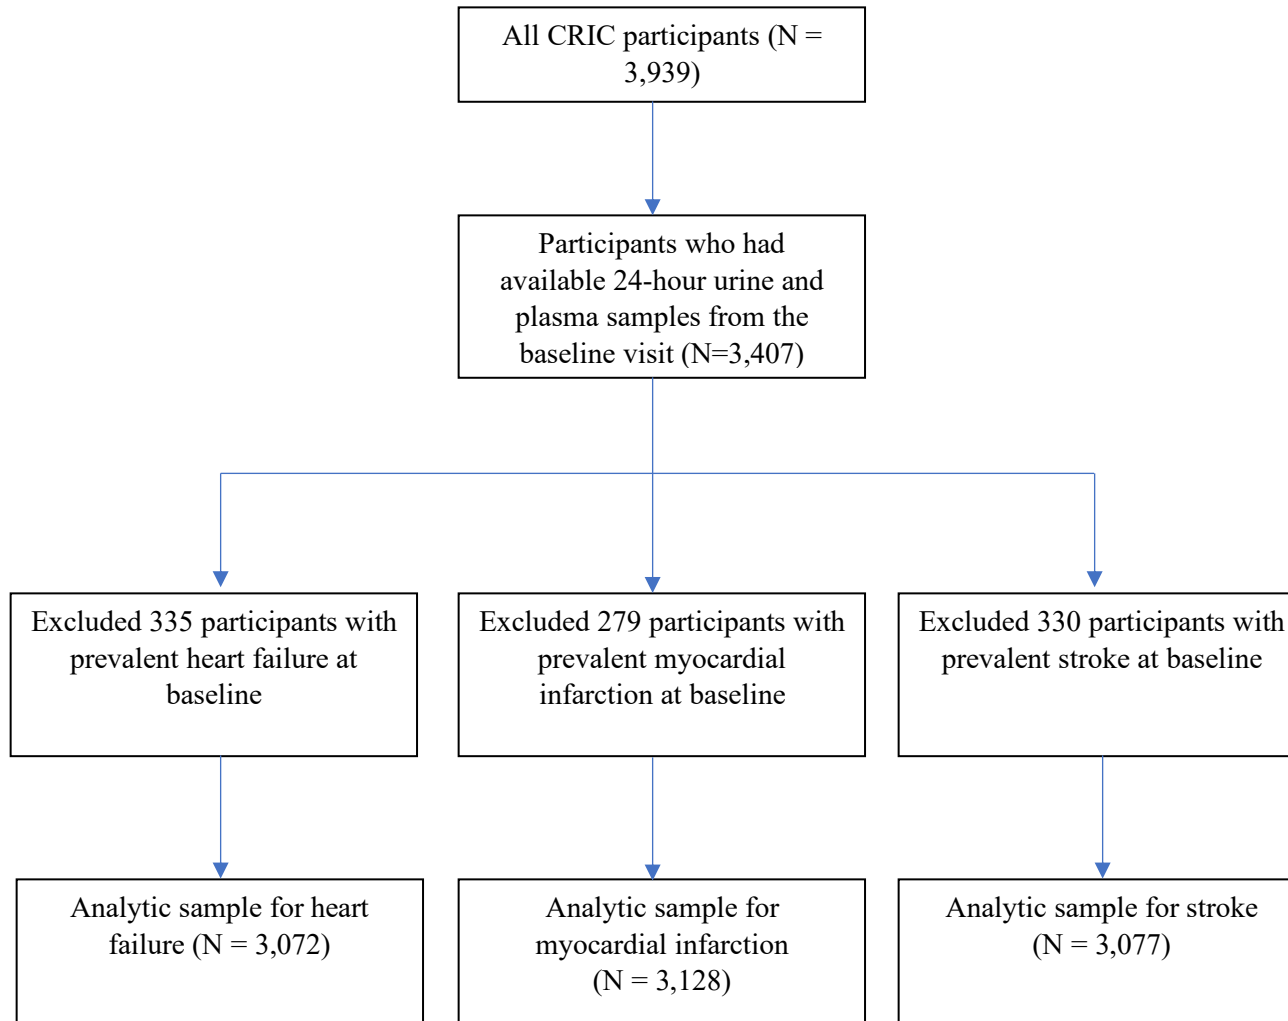 All CRIC participants (N =
3,939)
Participants who had
available 24-hour urine and
plasma samples from the
baseline visit (N=3,407)
Excluded 335 participants with
prevalent heart failure at
baseline
Excluded 279 participants with
prevalent myocardial
infarction at baseline
Excluded 330 participants with
prevalent stroke at baseline
Analytic sample for heart
failure (N = 3,072)
Analytic sample for
myocardial infarction
(N = 3,128)
Analytic sample for stroke
(N = 3,077)